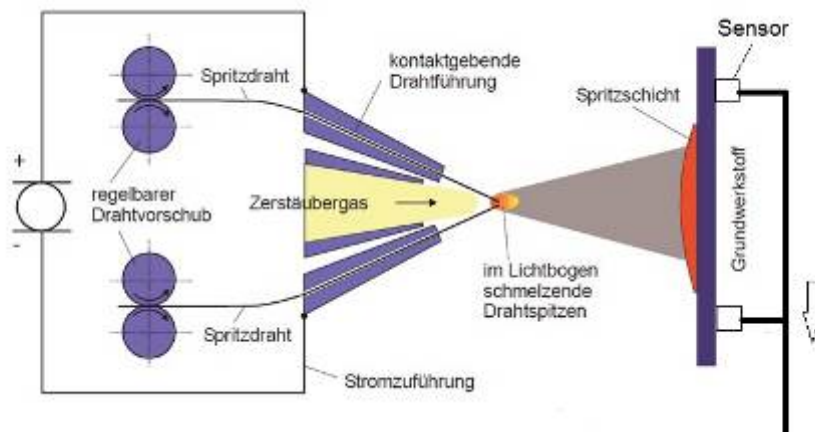 Sensor
kontaktgebende
Drahtführung
Spritzdraht
Spritzschicht
+
-
regelbarer
Drahtvorschub
Zerstäubergas
Grundwerkstoff
im Lichtbogen
schmelzende
Drahtspitzen
Spritzdraht
Stromzuführung